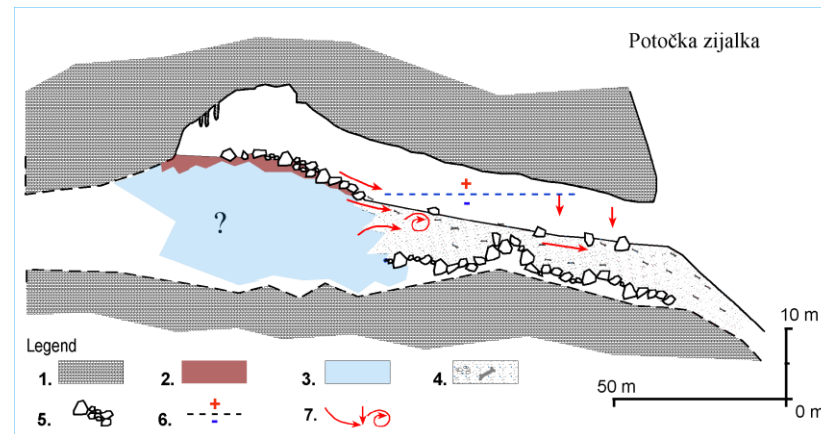 Potočka zijalka
+
-
?
10 m
Legend
1.
2.
3.
4.
50 m
5.
6.
+
-
7.
0 m